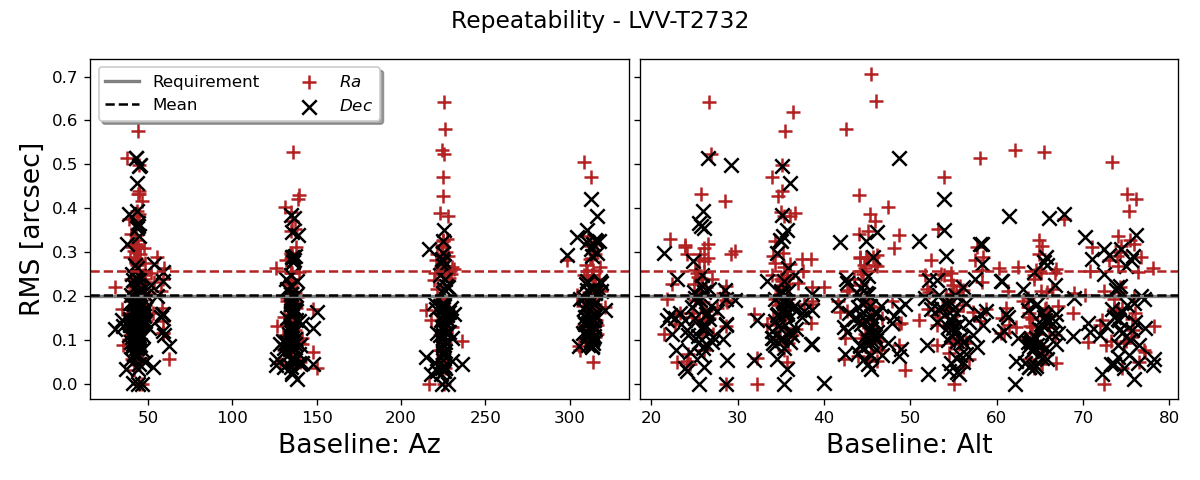 Repeatability - LVV-T2732
RMS [arcsec]
0.7
0.6
0.5
0.4
0.3
0.2
0.1
0.0
Requirement
Mean
Ra
Dec
50 100 150 200 250 300
Baseline: Az
20 30 40 50 60 70 80
Baseline: Alt